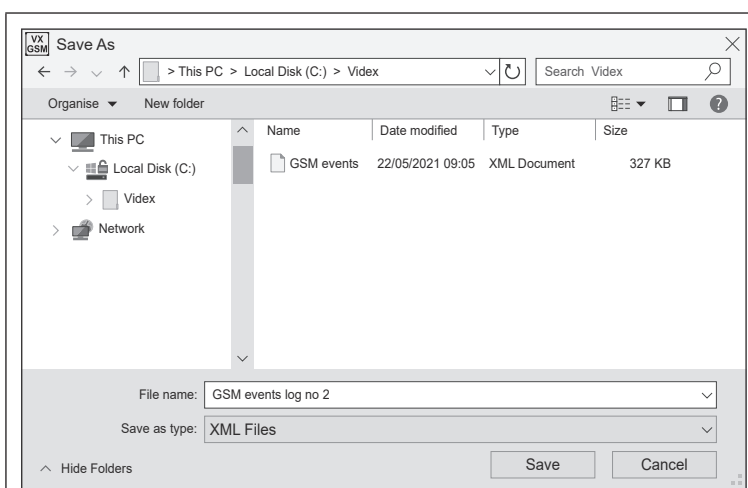 VX
GSM Save As
> This PC > Local Disk (C:) > Videx
Search Videx
Organise New folder
?
This PC
Local Disk (C:)
Videx
Network
Name Date modified Type Size
GSM events 22/05/2021 09:05 XML Document 327 KB
File name: GSM events log no 2
Save as type: XML Files
Hide Folders
Save Cancel